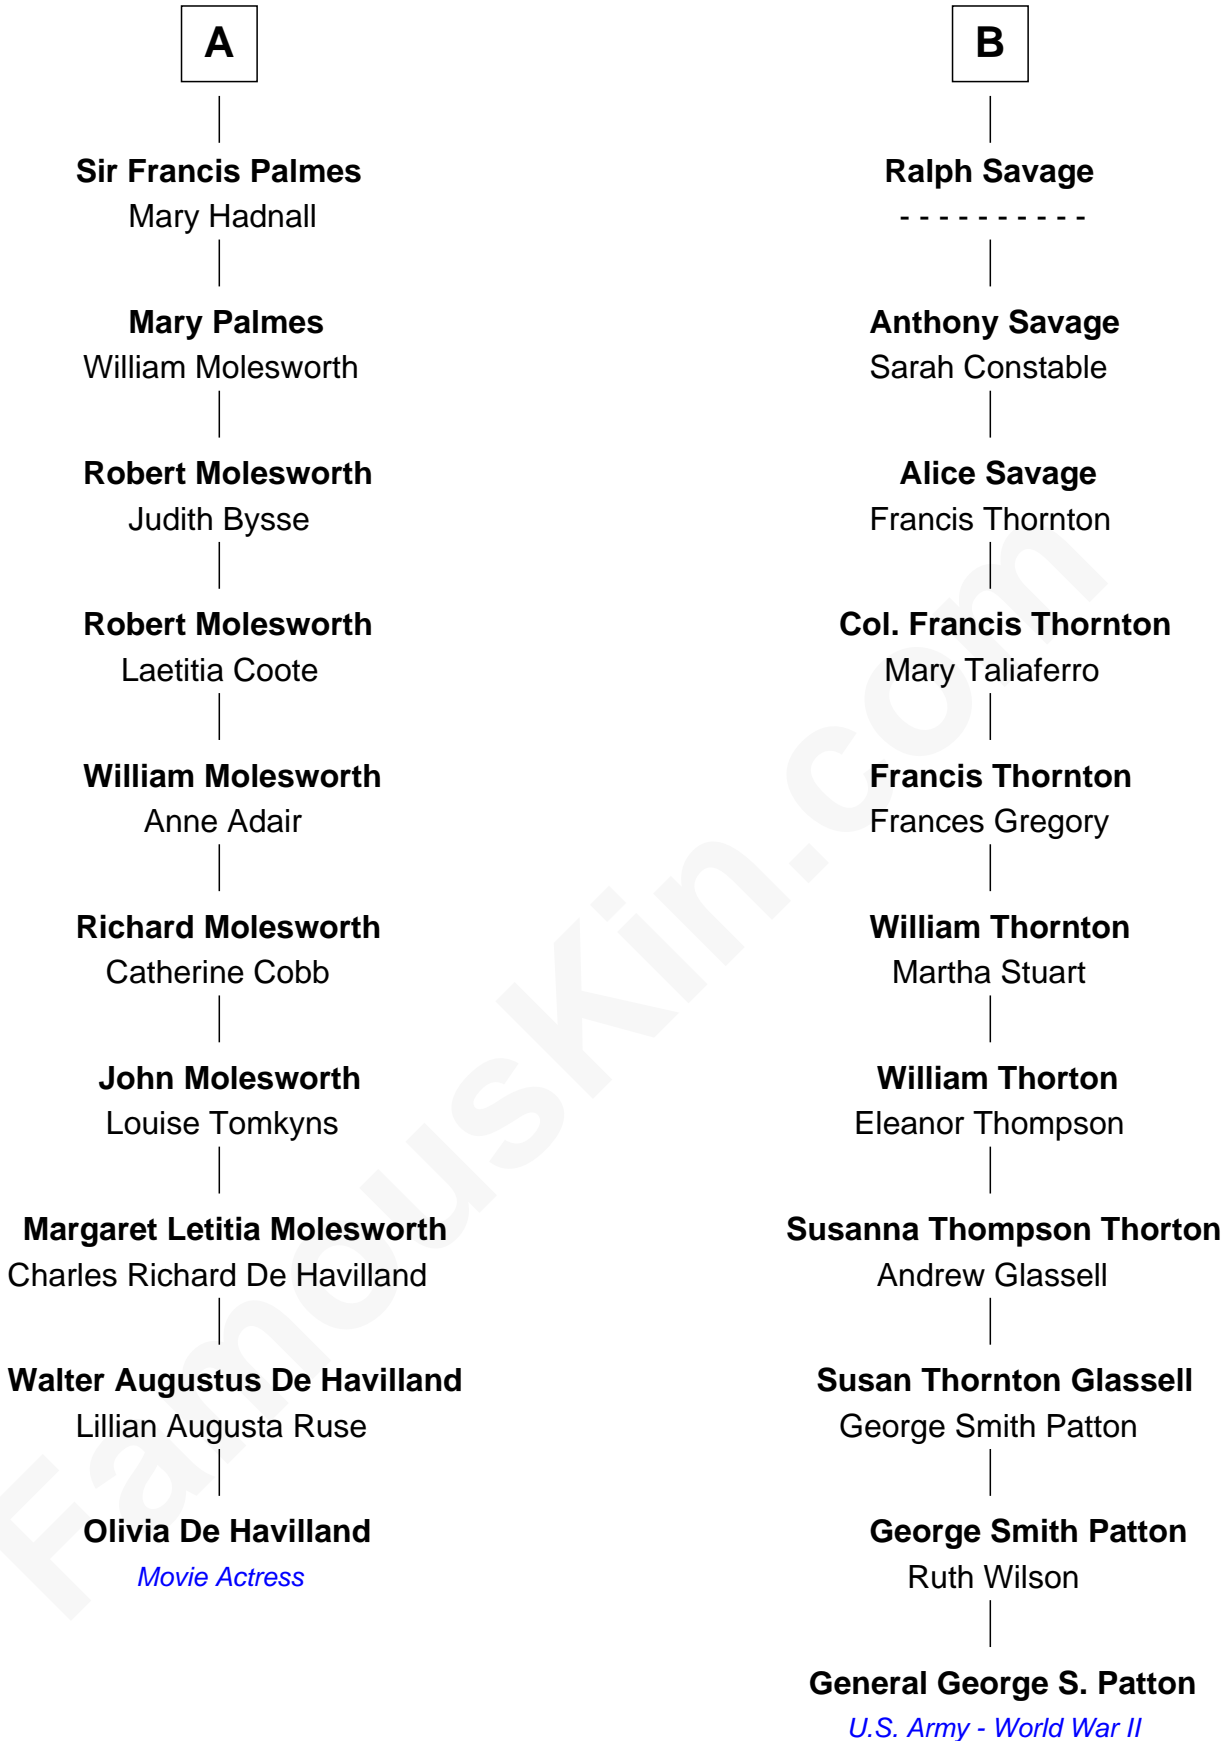 A
Sir Francis Palmes
Mary Hadnall
Mary Palmes
William Molesworth
Robert Molesworth
Judith Bysse
Robert Molesworth
Laetitia Coote
William Molesworth
Anne Adair
Richard Molesworth
Catherine Cobb
John Molesworth
Louise Tomkyns
Margaret Letitia Molesworth
Charles Richard De Havilland
Walter Augustus De Havilland
Lillian Augusta Ruse
Olivia De Havilland
Movie Actress
B
Ralph Savage
- - - - - - - - - -
Anthony Savage
Sarah Constable
Alice Savage
Francis Thornton
Col. Francis Thornton
Mary Taliaferro
Francis Thornton
Frances Gregory
William Thornton
Martha Stuart
William Thorton
Eleanor Thompson
Susanna Thompson Thorton
Andrew Glassell
Susan Thornton Glassell
George Smith Patton
George Smith Patton
Ruth Wilson
General George S. Patton
U.S. Army - World War II
FamousKin.com